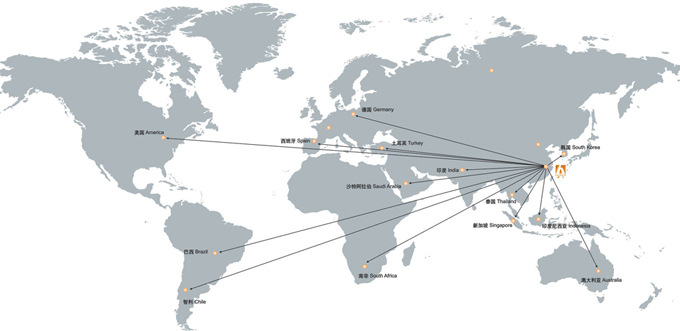 德国 Germany
美国 America
西班牙 Spain
土耳其 Turkey
韩国 South Korea
印度 India
沙特阿拉伯 Saudi Arabia
泰国 Thailand
新加坡 Singapore
印度尼西亚 Indonesia
巴西 Brazil
南非 South Africa
澳大利亚 Australia
智利 Chile